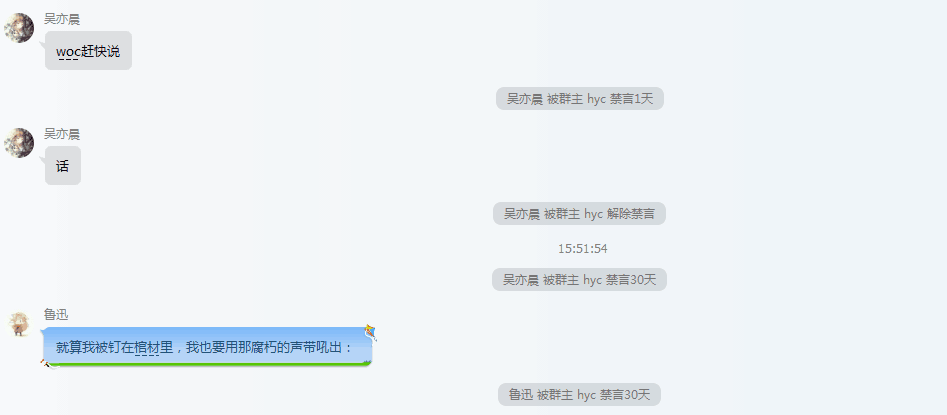 吴亦晨
woc赶快说
吴亦晨 被群主 hyc 禁言1天
吴亦晨
话
吴亦晨 被群主 hyc 解除禁言
15:51:54
吴亦晨 被群主 hyc 禁言30天
鲁迅
就算我被钉在棺材里，我也要用那腐朽的声带吼出：
鲁迅 被群主 hyc 禁言30天